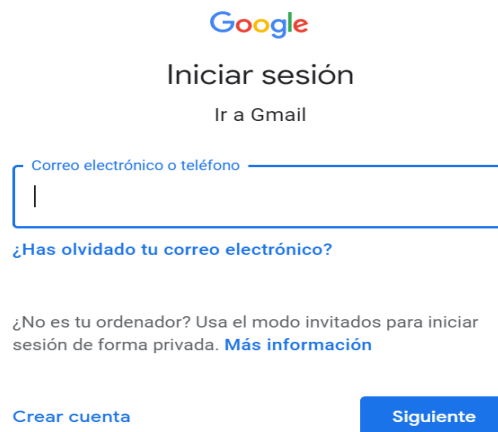 Google
Iniciar sesión
Ir a Gmail
Correo electrónico o teléfono
¿Has olvidado tu correo electrónico?
¿No es tu ordenador? Usa el modo invitados para iniciar
sesión de forma privada. Más información
Crear cuenta
Siguiente